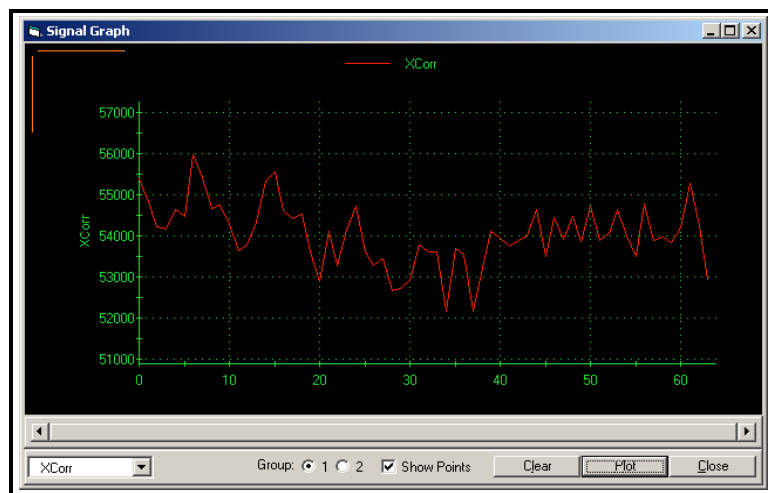 Signal Graph
XCorr
57000
56000
55000
54000
53000
52000
51000
XCorr
0 10 20 30 40 50 60
XCorr Group: 1 2 Show Points Clear Plot Close